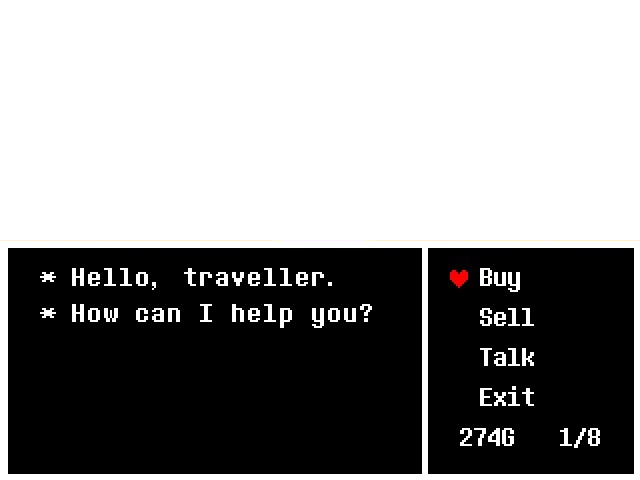 * Hello, traveller.
* How can I help you?
Buy
Sell
Talk
Exit
274G 1/8